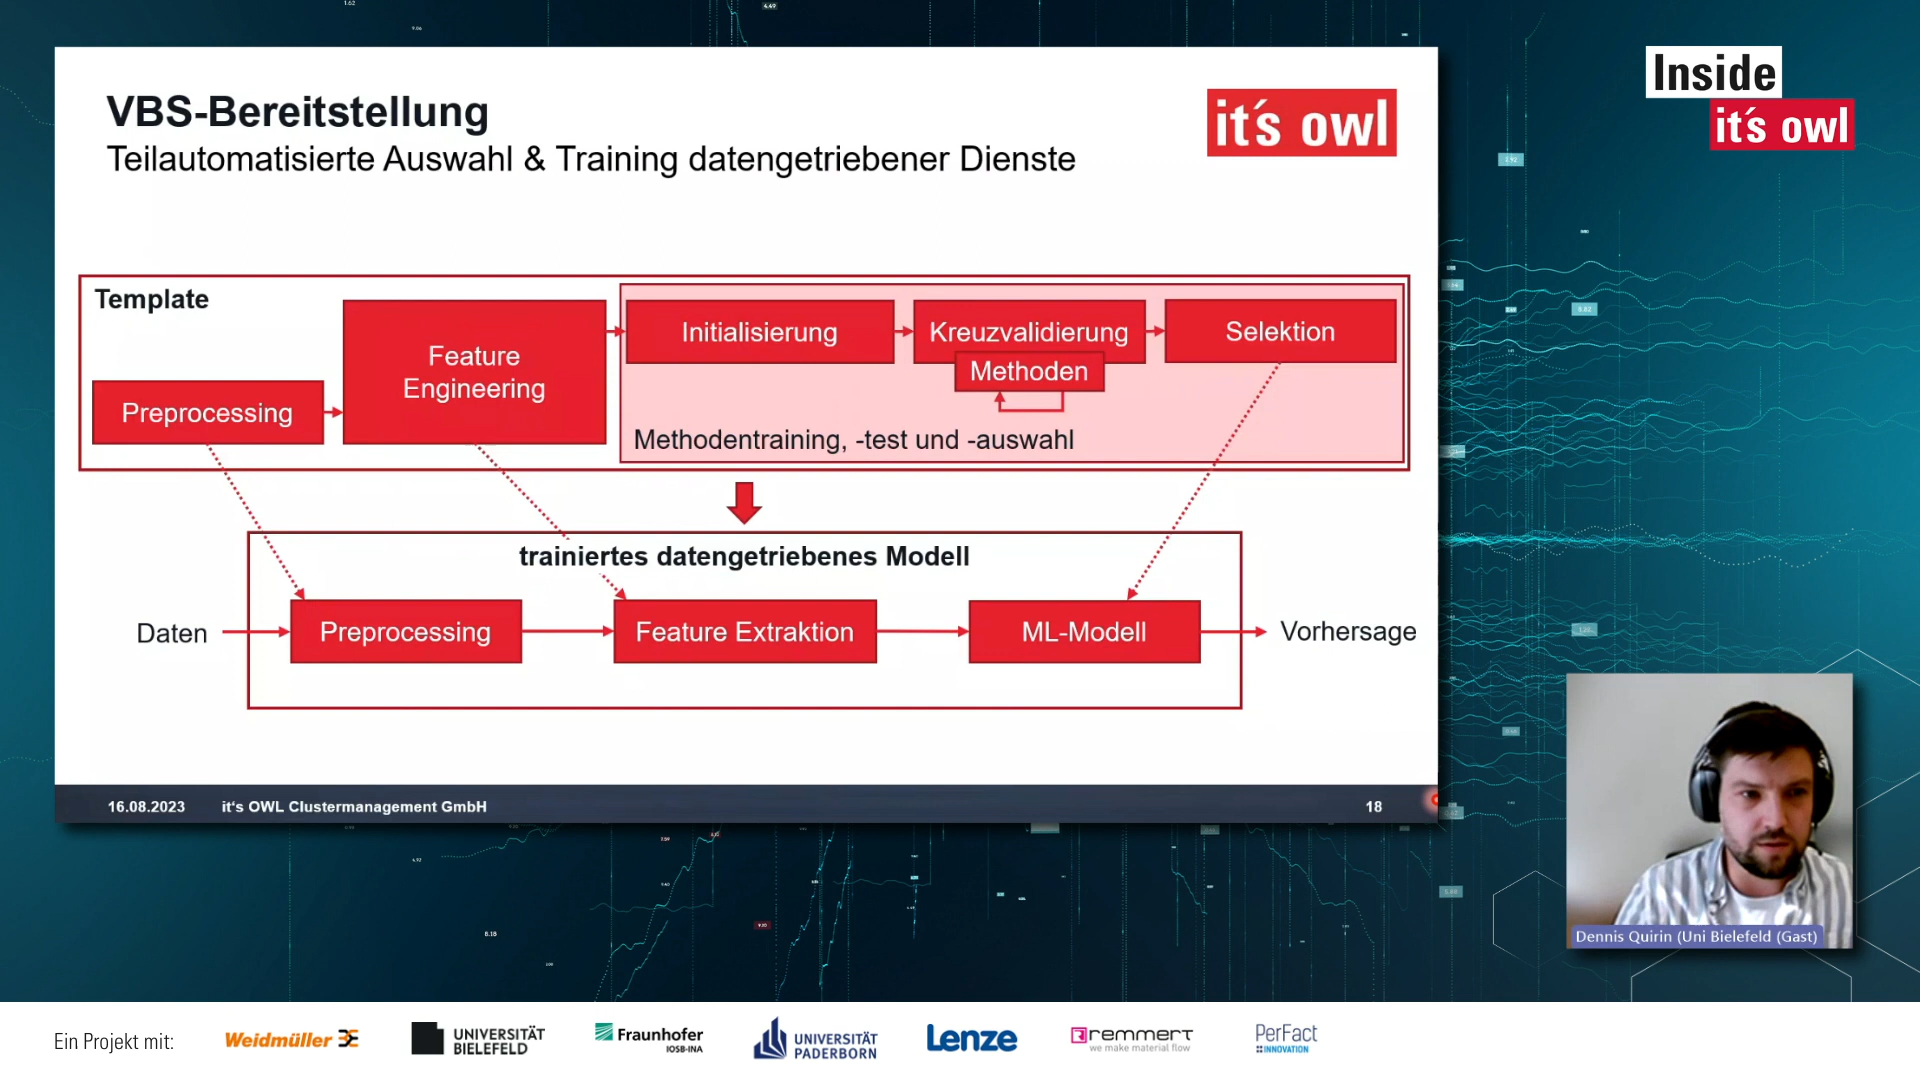 VBS-Bereitstellung
Teilautomatisierte Auswahl & Training datengetriebener Dienste
it´s owl
Inside
it´s owl
Template
Preprocessing
Feature
Engineering
Initialisierung
Kreuzvalidierung
Methoden
Selektion
Methodentraining, -test und -auswahl
trainiertes datengetriebenes Modell
Daten
Preprocessing
Feature Extraktion
ML-Modell
Vorhersage
16.08.2023
it's OWL Clustermanagement GmbH
18
Dennis Quirin (Uni Bielefeld (Gast)
Ein Projekt mit:
Weidmüller
UNIVERSITÄT
BIELEFELD
Fraunhofer
IOSB-INA
UNIVERSITÄT
PADERBORN
Lenze
remmert
we make material flow
PerFact
INNOVATION